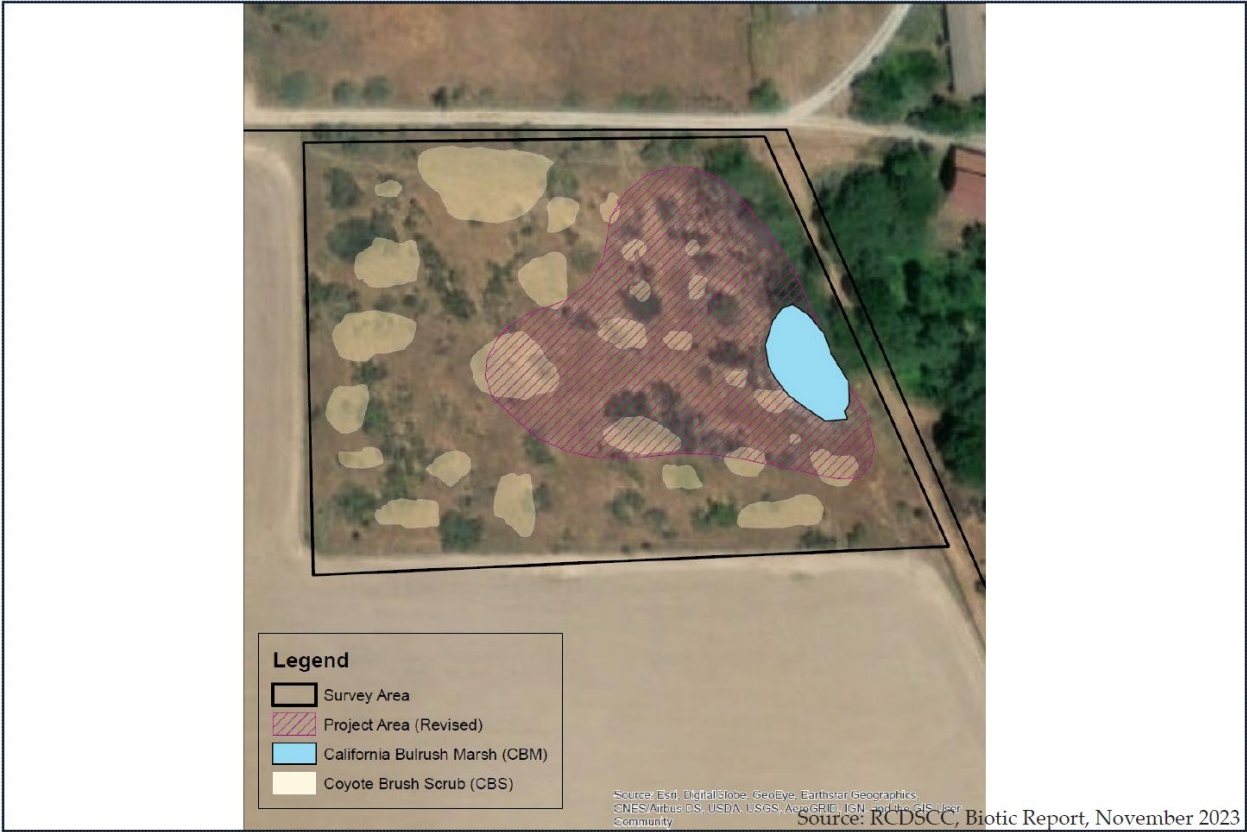 Legend
Survey Area
Project Area (Revised)
California Bulrush Marsh (CBM)
Coyote Brush Scrub (CBS)
Source: Esri, DigitalGlobe, GeoEye, Earthstar Geographics,
CNES/Airbus DS, USDA, USGS, AeroGRID, IGN, and the GIS User
Community
Source: RCDSCC, Biotic Report, November 2023